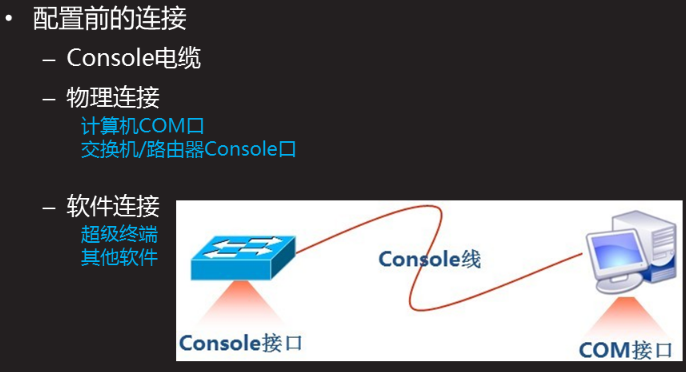 • 配置前的连接
– Console电缆
– 物理连接
计算机COM口
交换机/路由器Console口
– 软件连接
超级终端
其他软件
Console线
Console接口
COM接口